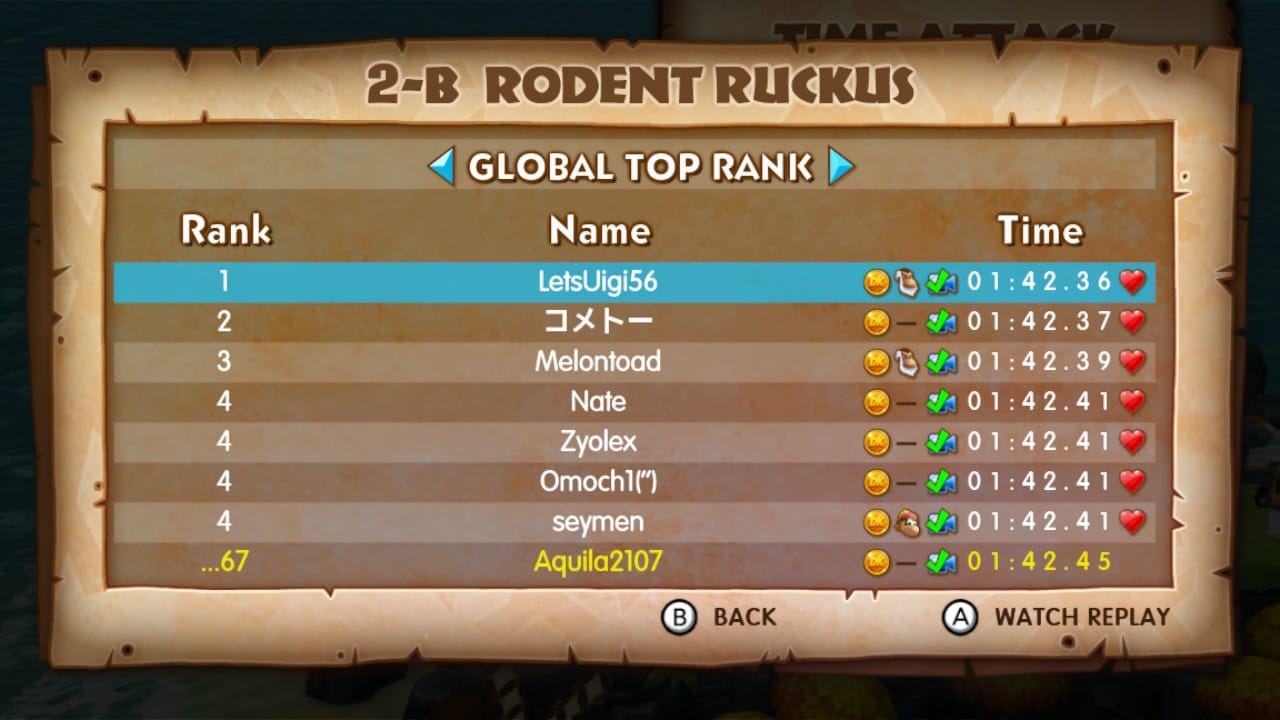 TIME ATTACK
2-B RODENT RUCKUS
GLOBAL TOP RANK
Rank Name Time
1 LetsUigi56 01:42.36
2 コメトー 01:42.37
3 Melontoad 01:42.39
4 Nate 01:42.41
4 Zyolex 01:42.41
4 Omoch1(”) 01:42.41
4 seymen 01:42.41
...67 Aquila2107 01:42.45
B BACK A WATCH REPLAY